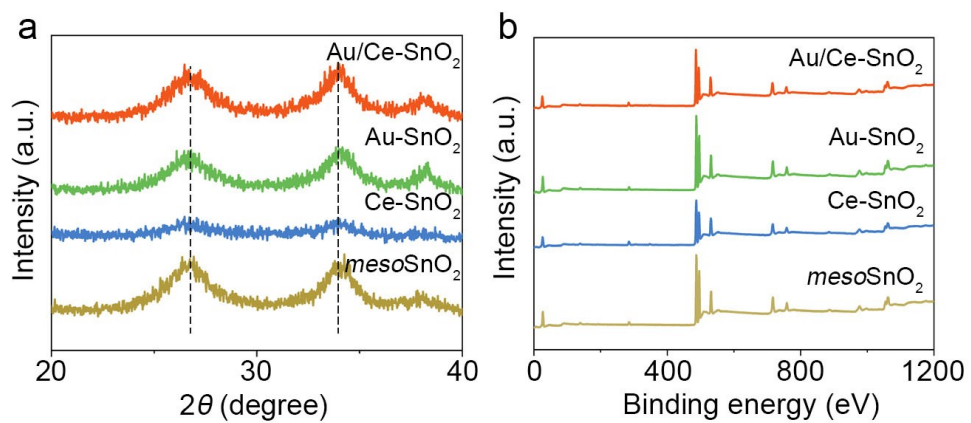 a
Au/Ce-SnO₂
Au-SnO₂
Ce-SnO₂
mesoSnO₂
Intensity (a.u.)
20
30
40
2θ (degree)
b
Au/Ce-SnO₂
Au-SnO₂
Ce-SnO₂
mesoSnO₂
Intensity (a.u.)
0
400
800
1200
Binding energy (eV)